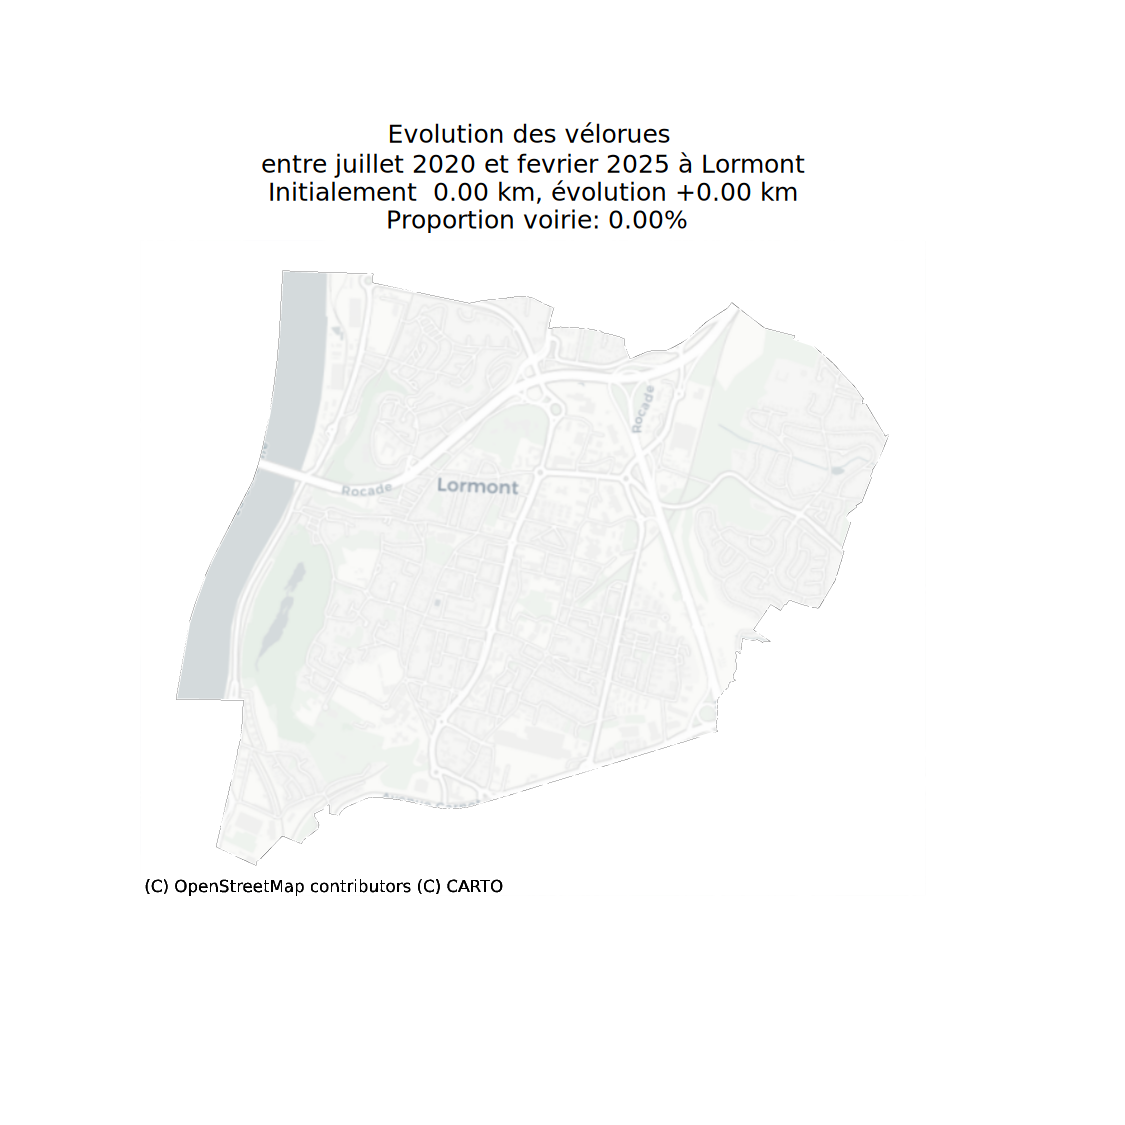 Evolution des vélorues
entre juillet 2020 et fevrier 2025 à Lormont
Initialement  0.00 km, évolution +0.00 km
Proportion voirie: 0.00%
Rocade
Rocade
Lormont
(C) OpenStreetMap contributors (C) CARTO